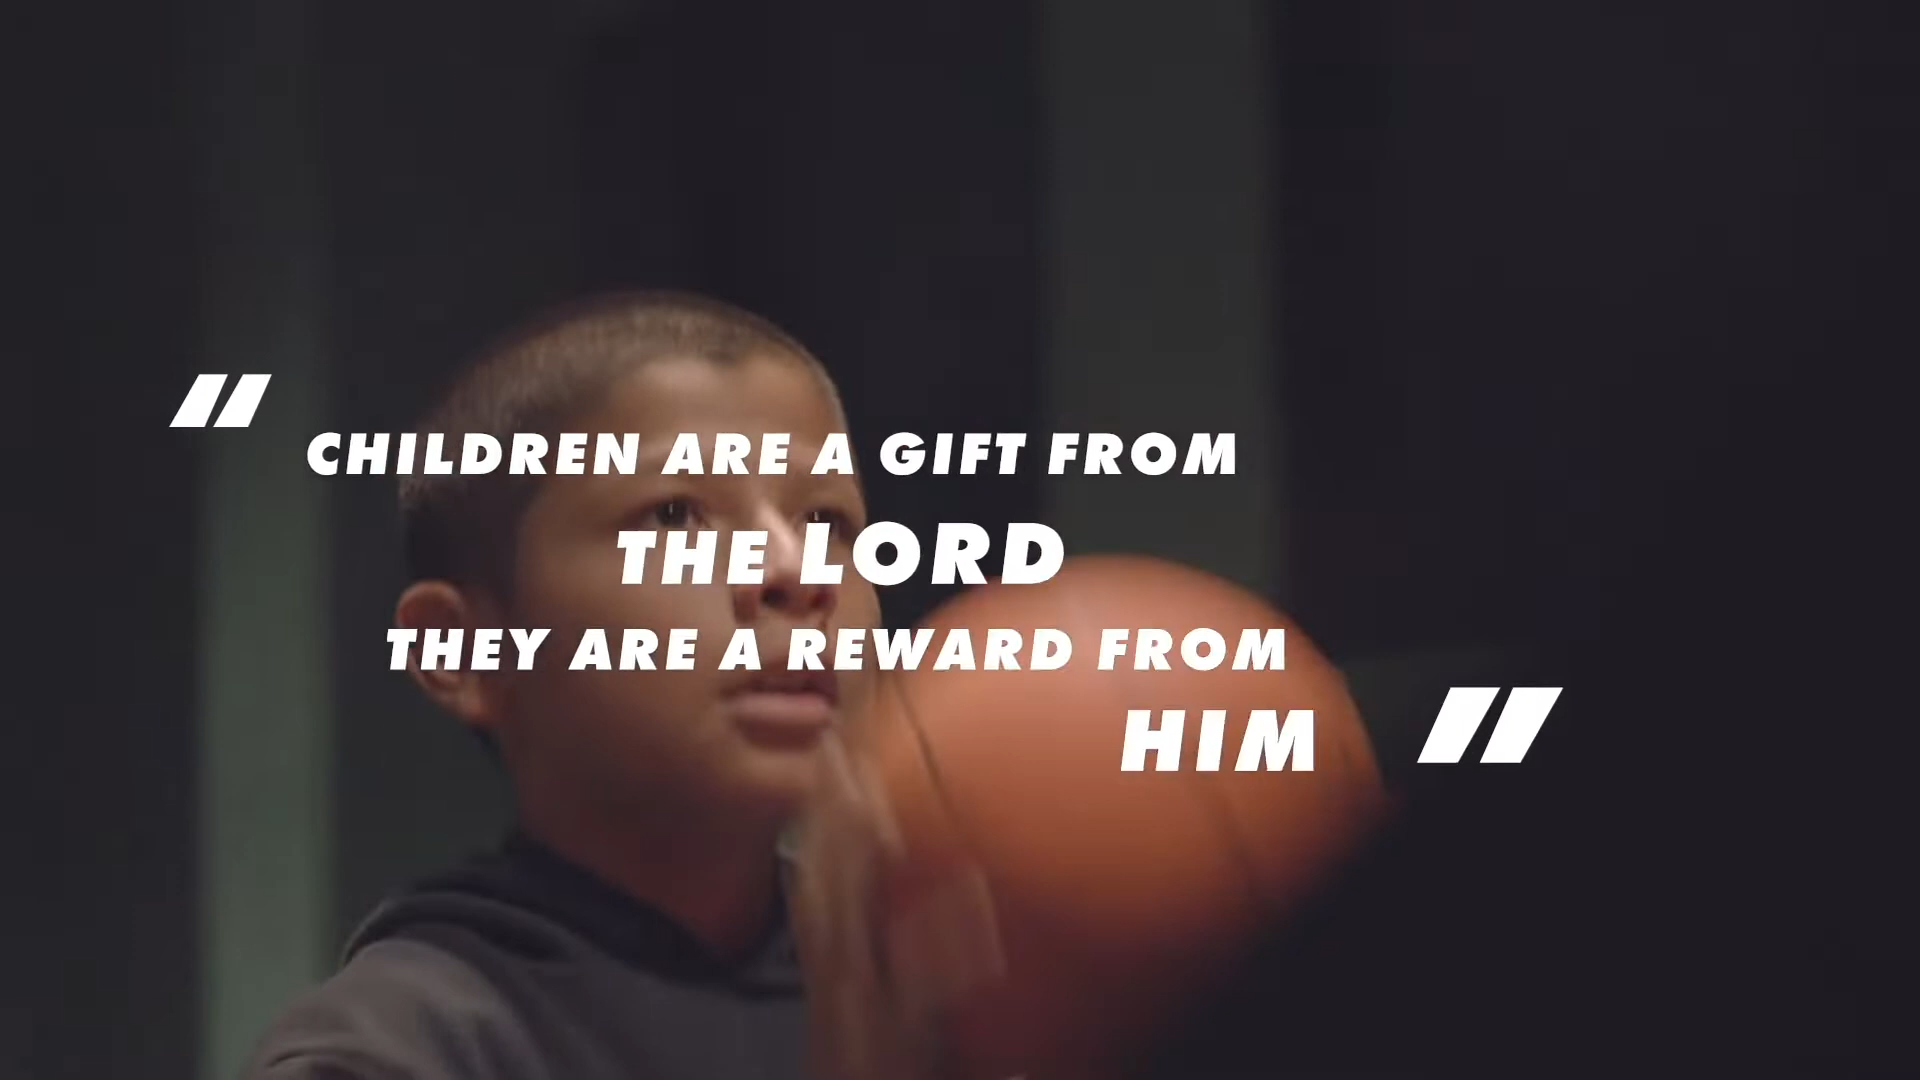 "CHILDREN ARE A GIFT FROM
THE LORD
THEY ARE A REWARD FROM
HIM"